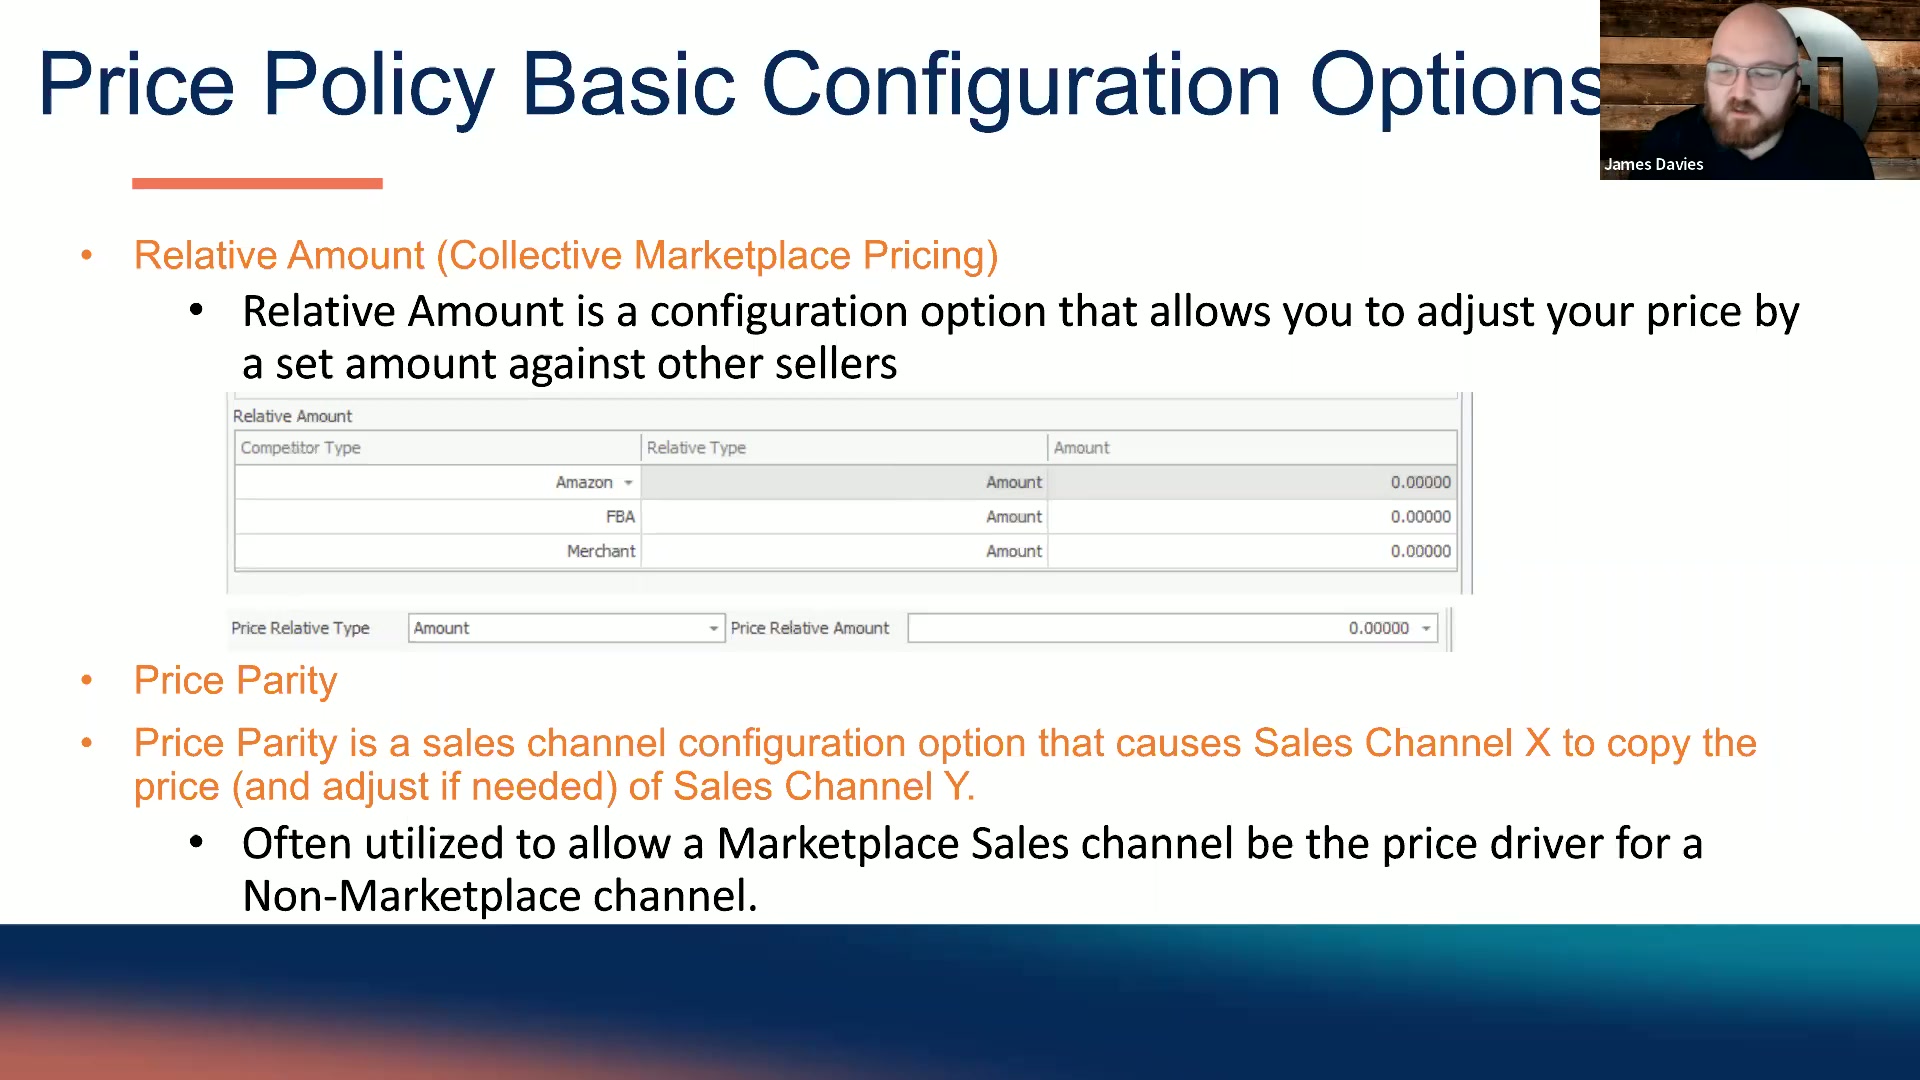 Price Policy Basic Configuration Options
James Davies
• Relative Amount (Collective Marketplace Pricing)
• Relative Amount is a configuration option that allows you to adjust your price by
a set amount against other sellers
Relative Amount
Competitor Type Relative Type Amount
Amazon Amount 0.00000
FBA Amount 0.00000
Merchant Amount 0.00000
Price Relative Type Amount Price Relative Amount 0.00000
• Price Parity
• Price Parity is a sales channel configuration option that causes Sales Channel X to copy the
price (and adjust if needed) of Sales Channel Y.
• Often utilized to allow a Marketplace Sales channel be the price driver for a
Non-Marketplace channel.